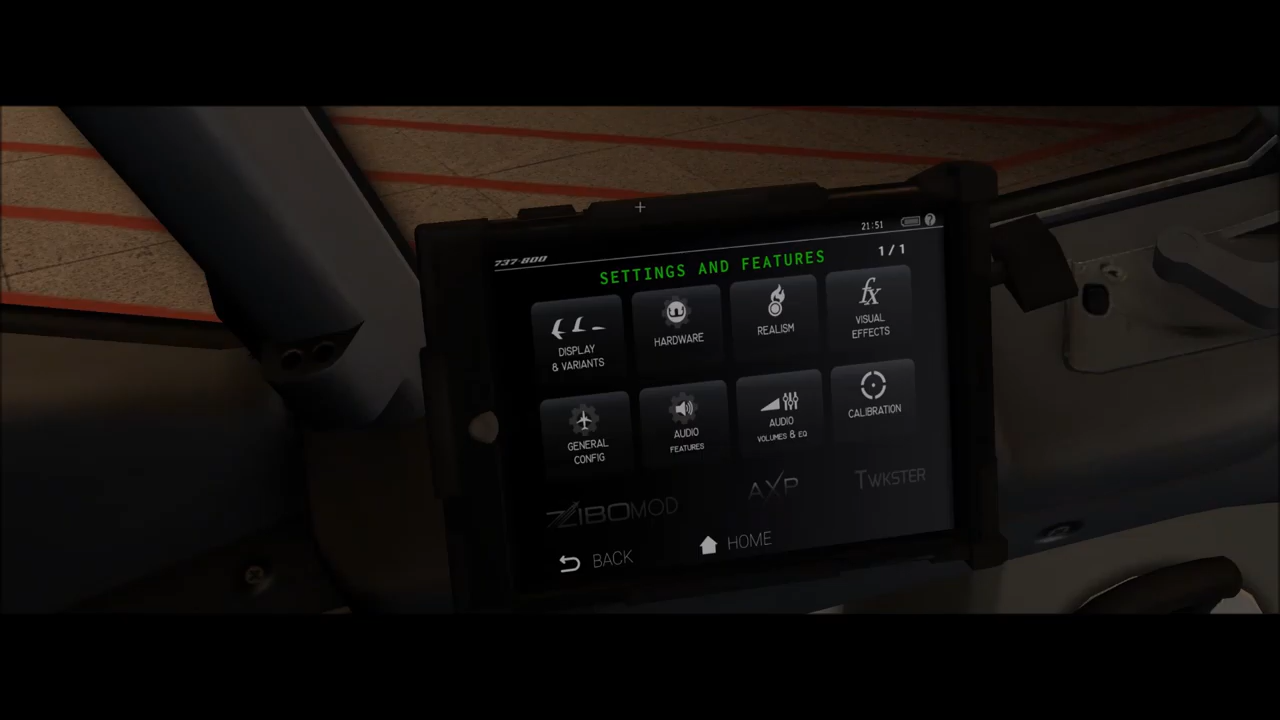 737-800
21:51
?
SETTINGS AND FEATURES
1/1
DISPLAY
& VARIANTS
HARDWARE
REALISM
fx
VISUAL
EFFECTS
GENERAL
CONFIG
AUDIO
FEATURES
AUDIO
VOLUMES & EQ
CALIBRATION
ZIBOMOD
AXP
TWKSTER
BACK
HOME